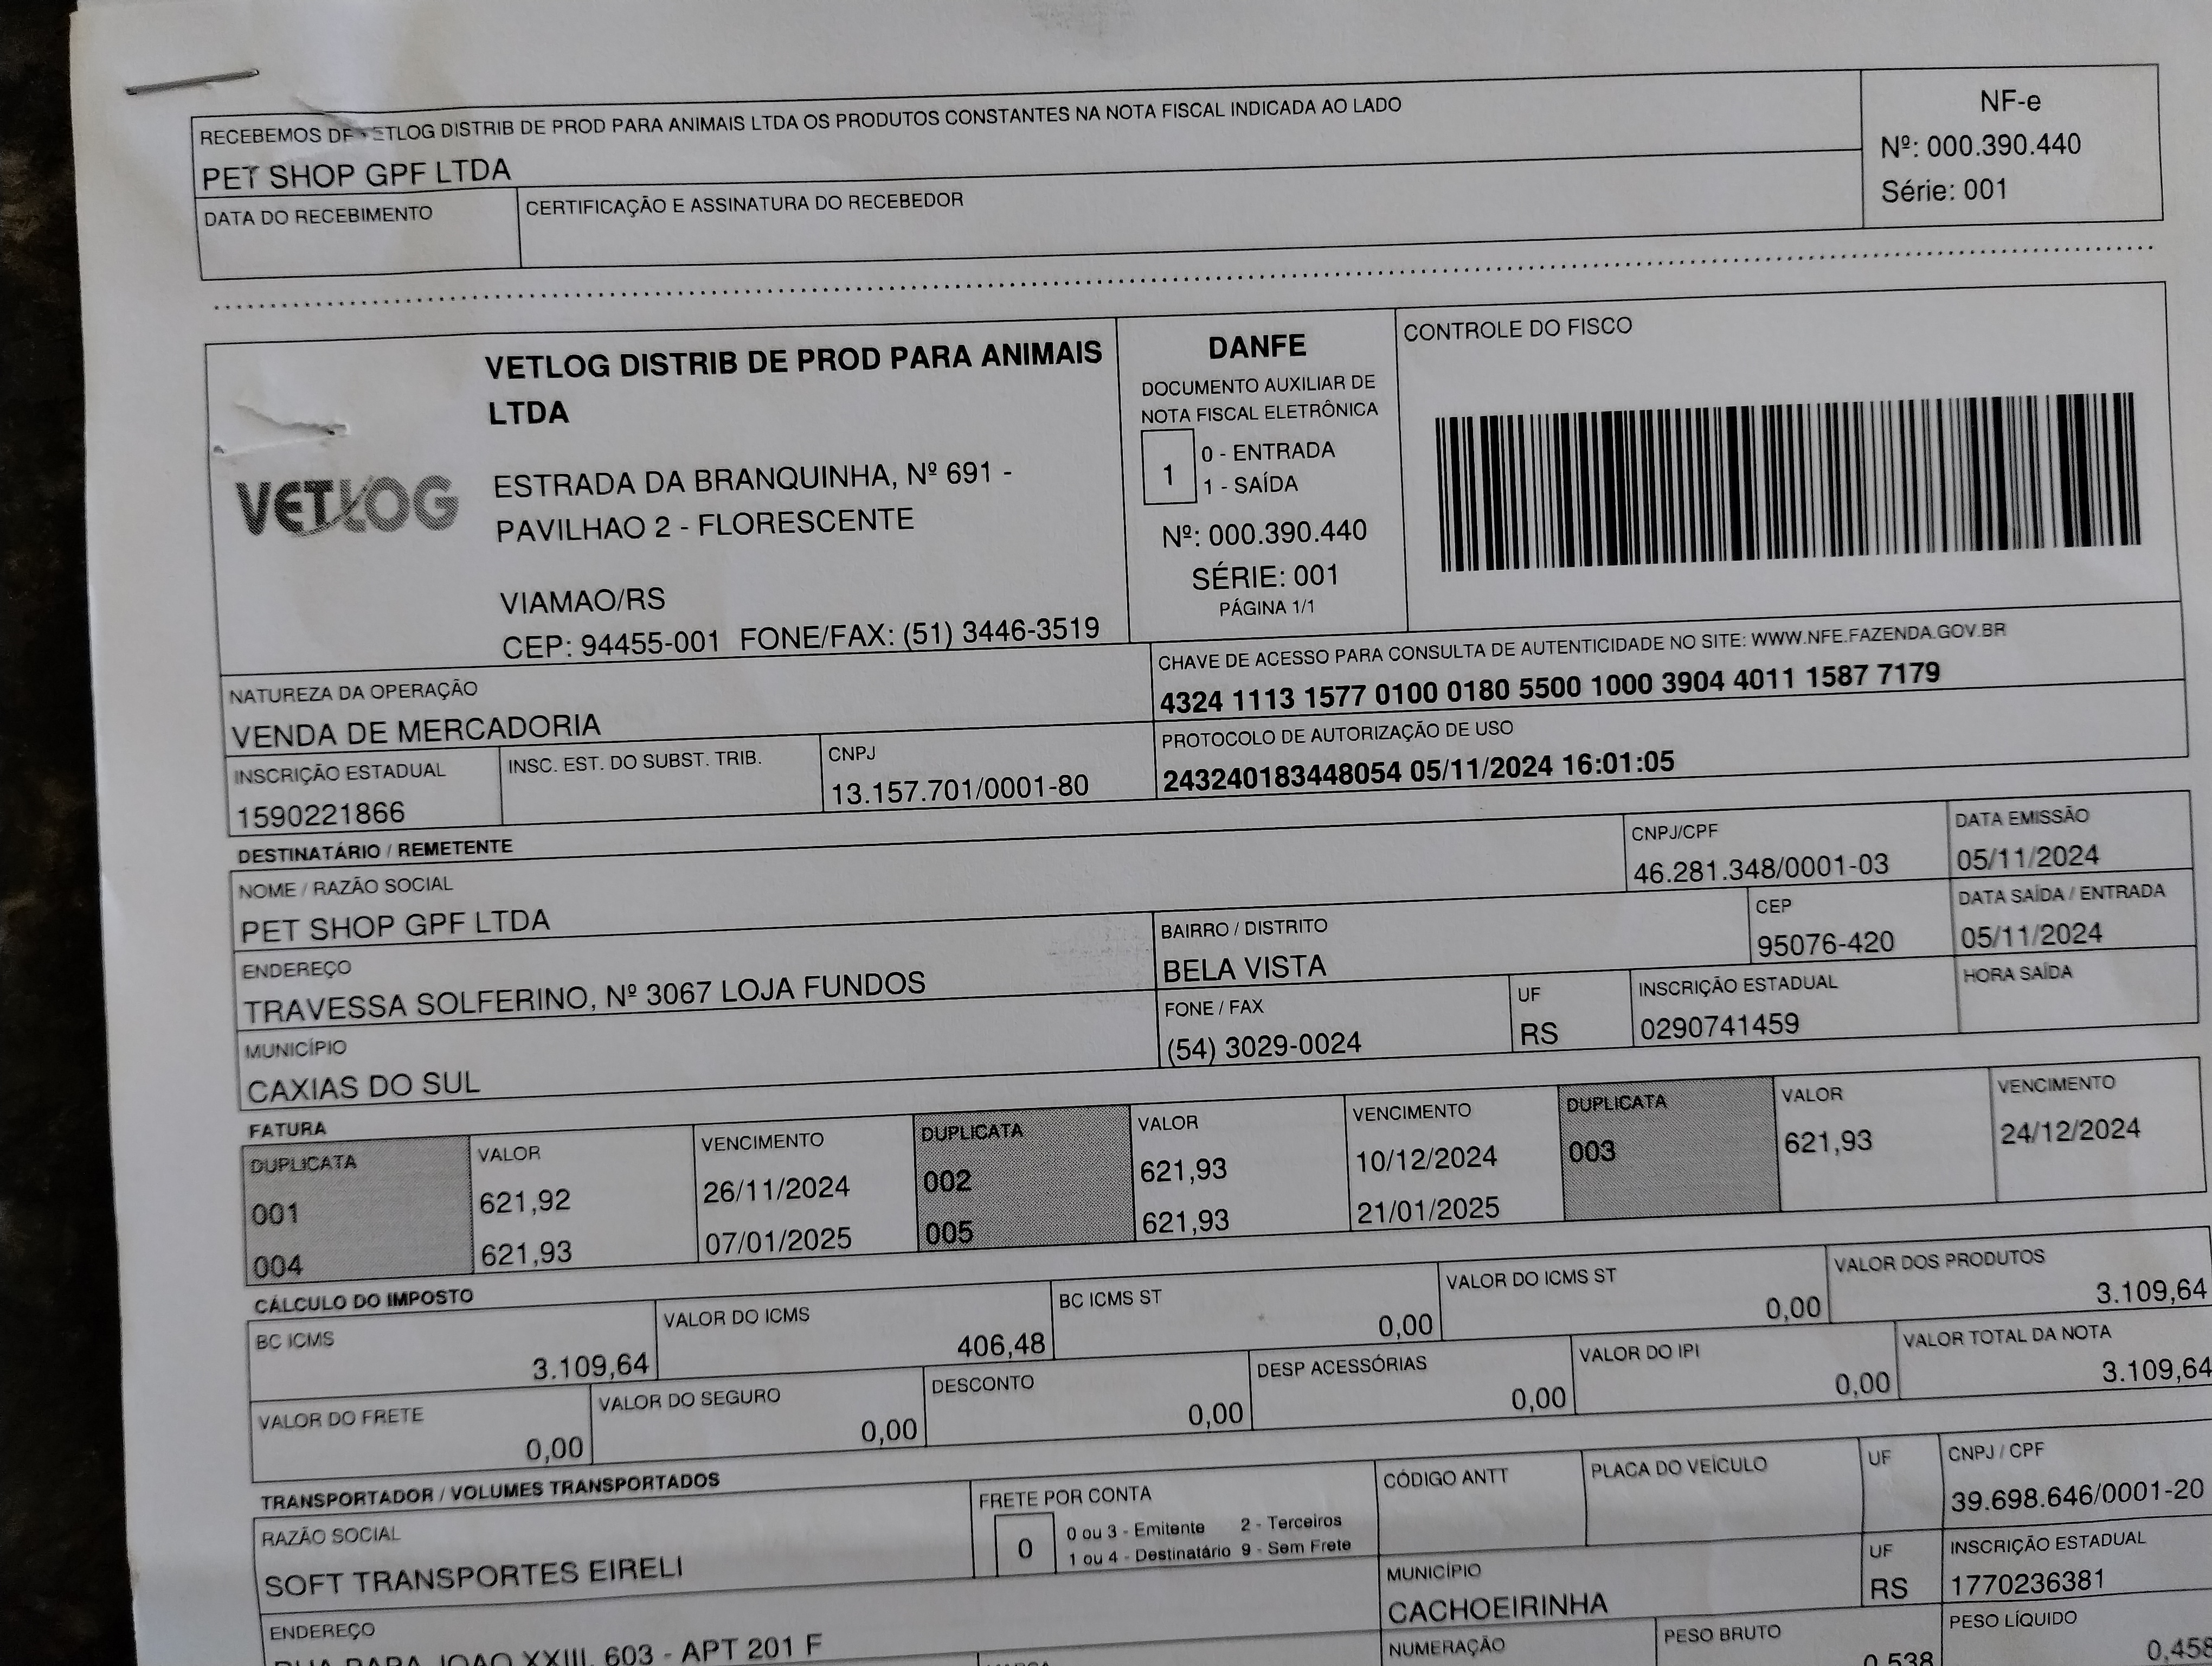 RECEBEMOS DE VETLOG DISTRIB DE PROD PARA ANIMAIS LTDA OS PRODUTOS CONSTANTES NA NOTA FISCAL INDICADA AO LADO
PET SHOP GPF LTDA
DATA DO RECEBIMENTO
CERTIFICAÇÃO E ASSINATURA DO RECEBEDOR
NF-e
Nº: 000.390.440
Série: 001
VETLOG
VETLOG DISTRIB DE PROD PARA ANIMAIS
LTDA
ESTRADA DA BRANQUINHA, Nº 691 -
PAVILHAO 2 - FLORESCENTE
VIAMAO/RS
CEP: 94455-001 FONE/FAX: (51) 3446-3519
DANFE
DOCUMENTO AUXILIAR DE
NOTA FISCAL ELETRÔNICA
1
0 - ENTRADA
1 - SAÍDA
Nº: 000.390.440
SÉRIE: 001
PÁGINA 1/1
CONTROLE DO FISCO
CHAVE DE ACESSO PARA CONSULTA DE AUTENTICIDADE NO SITE: WWW.NFE.FAZENDA.GOV.BR
4324 1113 1577 0100 0180 5500 1000 3904 4011 1587 7179
NATUREZA DA OPERAÇÃO
VENDA DE MERCADORIA
PROTOCOLO DE AUTORIZAÇÃO DE USO
243240183448054 05/11/2024 16:01:05
INSCRIÇÃO ESTADUAL
1590221866
INSC. EST. DO SUBST. TRIB.
CNPJ
13.157.701/0001-80
DESTINATÁRIO / REMETENTE
NOME / RAZÃO SOCIAL
PET SHOP GPF LTDA
CNPJ/CPF
46.281.348/0001-03
DATA EMISSÃO
05/11/2024
ENDEREÇO
TRAVESSA SOLFERINO, Nº 3067 LOJA FUNDOS
BAIRRO / DISTRITO
BELA VISTA
CEP
95076-420
DATA SAÍDA / ENTRADA
05/11/2024
MUNICÍPIO
CAXIAS DO SUL
FONE / FAX
(54) 3029-0024
UF
RS
INSCRIÇÃO ESTADUAL
0290741459
HORA SAÍDA
FATURA
DUPLICATA VALOR VENCIMENTO DUPLICATA VALOR VENCIMENTO DUPLICATA VALOR VENCIMENTO
001 621,92 26/11/2024 002 621,93 10/12/2024 003 621,93 24/12/2024
004 621,93 07/01/2025 005 621,93 21/01/2025
CÁLCULO DO IMPOSTO
BC ICMS
3.109,64
VALOR DO ICMS
406,48
BC ICMS ST
0,00
VALOR DO ICMS ST
0,00
VALOR DOS PRODUTOS
3.109,64
VALOR DO FRETE
0,00
VALOR DO SEGURO
0,00
DESCONTO
0,00
DESP ACESSÓRIAS
0,00
VALOR DO IPI
0,00
VALOR TOTAL DA NOTA
3.109,64
TRANSPORTADOR / VOLUMES TRANSPORTADOS
RAZÃO SOCIAL
SOFT TRANSPORTES EIRELI
FRETE POR CONTA
0
0 ou 3 - Emitente 2 - Terceiros
1 ou 4 - Destinatário 9 - Sem Frete
CÓDIGO ANTT
PLACA DO VEÍCULO
UF
CNPJ / CPF
39.698.646/0001-20
ENDEREÇO
RUA PAPA JOAO XXIII, 603 - APT 201 F
MUNICÍPIO
CACHOEIRINHA
UF
RS
INSCRIÇÃO ESTADUAL
1770236381
MARCA
NUMERAÇÃO
PESO BRUTO
0,538
PESO LÍQUIDO
0,458